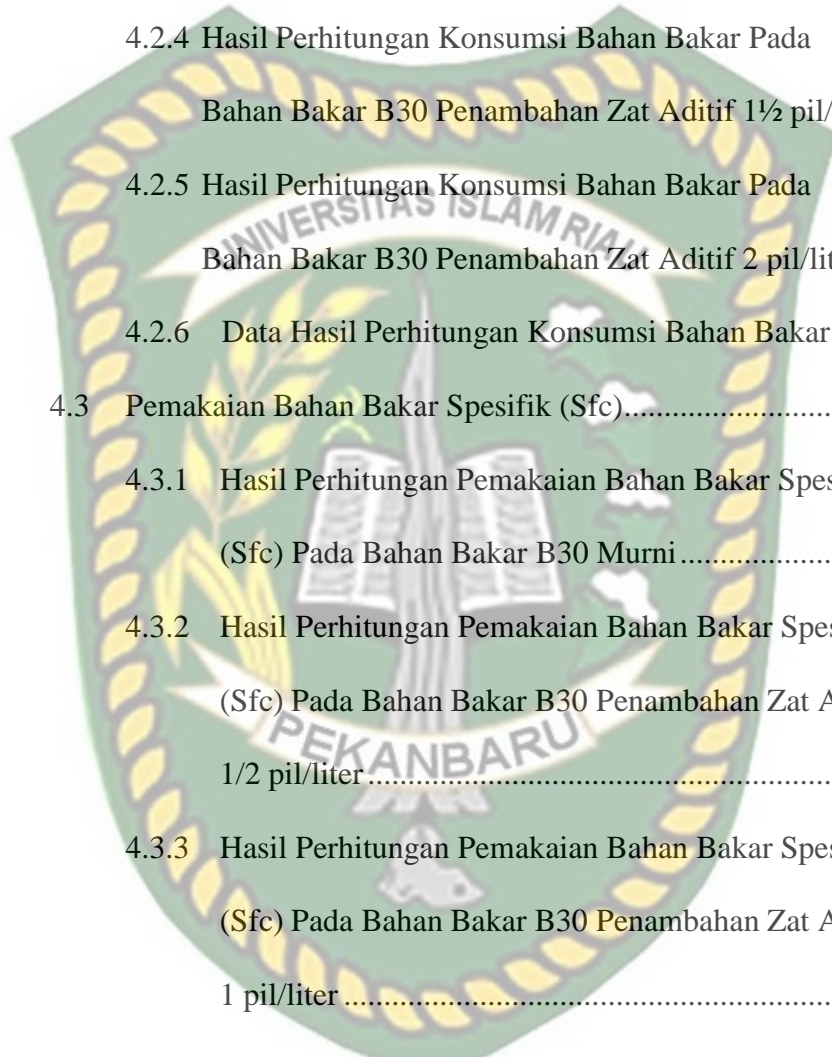 4.2.4 Hasil Perhitungan Konsumsi Bahan Bakar Pada
Bahan Bakar B30 Penambahan Zat Aditif 1½ pil/
4.2.5 Hasil Perhitungan Konsumsi Bahan Bakar Pada
UNIVERSITAS ISLAM RIAU
Bahan Bakar B30 Penambahan Zat Aditif 2 pil/lit
4.2.6 Data Hasil Perhitungan Konsumsi Bahan Bakar
4.3 Pemakaian Bahan Bakar Spesifik (Sfc)........................
4.3.1 Hasil Perhitungan Pemakaian Bahan Bakar Spes
(Sfc) Pada Bahan Bakar B30 Murni..................
4.3.2 Hasil Perhitungan Pemakaian Bahan Bakar Spes
(Sfc) Pada Bahan Bakar B30 Penambahan Zat A
PEKANBARU
1/2 pil/liter........................................................
4.3.3 Hasil Perhitungan Pemakaian Bahan Bakar Spes
(Sfc) Pada Bahan Bakar B30 Penambahan Zat A
1 pil/liter...........................................................